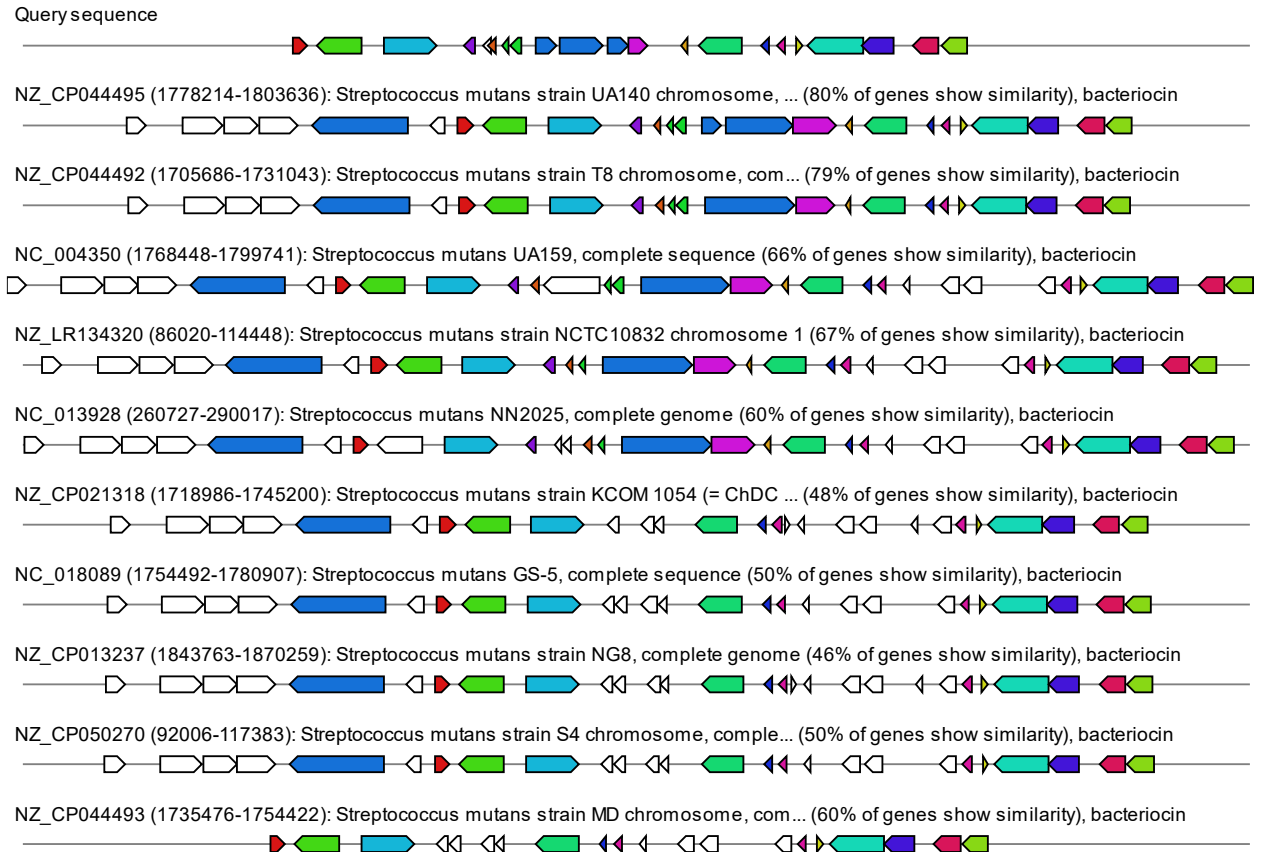 Query sequence
NZ_CP044495 (1778214-1803636): Streptococcus mutans strain UA140 chromosome, ... (80% of genes show similarity), bacteriocin
NZ_CP044492 (1705686-1731043): Streptococcus mutans strain T8 chromosome, com... (79% of genes show similarity), bacteriocin
NC_004350 (1768448-1799741): Streptococcus mutans UA159, complete sequence (66% of genes show similarity), bacteriocin
NZ_LR134320 (86020-114448): Streptococcus mutans strain NCTC10832 chromosome 1 (67% of genes show similarity), bacteriocin
NC_013928 (260727-290017): Streptococcus mutans NN2025, complete genome (60% of genes show similarity), bacteriocin
NZ_CP021318 (1718986-1745200): Streptococcus mutans strain KCOM 1054 (= ChDC ... (48% of genes show similarity), bacteriocin
NC_018089 (1754492-1780907): Streptococcus mutans GS-5, complete sequence (50% of genes show similarity), bacteriocin
NZ_CP013237 (1843763-1870259): Streptococcus mutans strain NG8, complete genome (46% of genes show similarity), bacteriocin
NZ_CP050270 (92006-117383): Streptococcus mutans strain S4 chromosome, comple... (50% of genes show similarity), bacteriocin
NZ_CP044493 (1735476-1754422): Streptococcus mutans strain MD chromosome, com... (60% of genes show similarity), bacteriocin